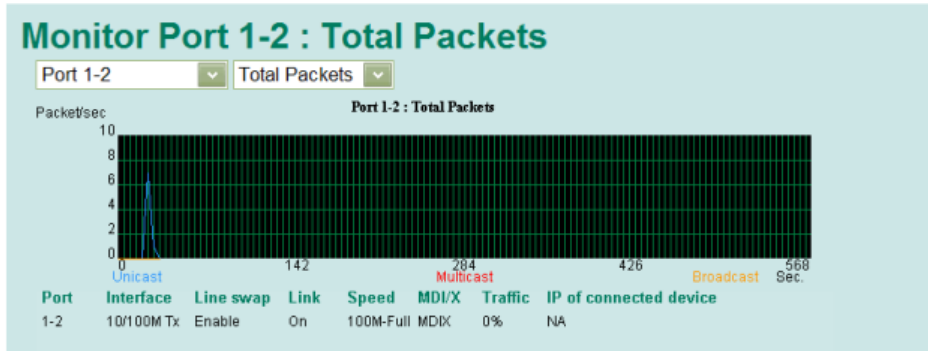 Monitor Port 1-2 : Total Packets
Port 1-2 Total Packets
Packet/sec Port 1-2 : Total Packets
10
8
6
4
2
0
0 142 284 426 568
Unicast Multicast Broadcast Sec.
Port Interface Line swap Link Speed MDI/X Traffic IP of connected device
1-2 10/100M Tx Enable On 100M-Full MDIX 0% NA